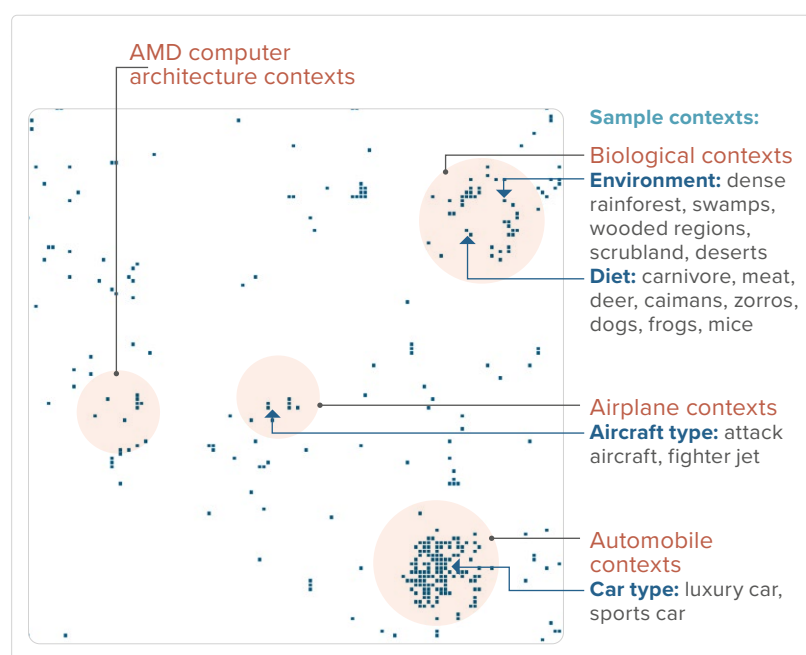 AMD computer
architecture contexts
Sample contexts:
Biological contexts
Environment: dense
rainforest, swamps,
wooded regions,
scrubland, deserts
Diet: carnivore, meat,
deer, caimans, zorros,
dogs, frogs, mice
Airplane contexts
Aircraft type: attack
aircraft, fighter jet
Automobile
contexts
Car type: luxury car,
sports car